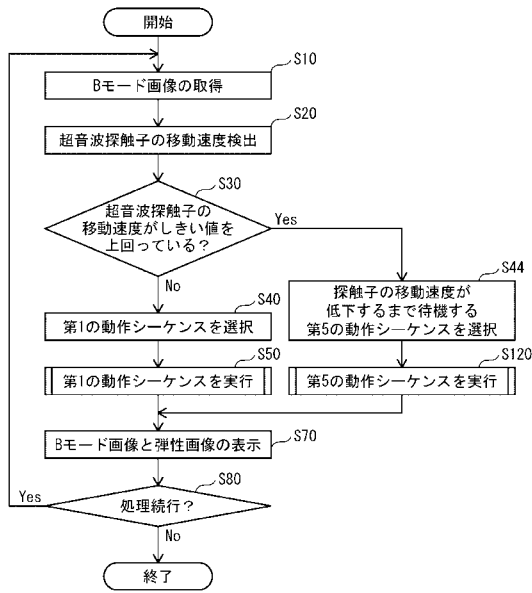 開始
S10
Bモード画像の取得
S20
超音波探触子の移動速度検出
S30
超音波探触子の
移動速度がしきい値を
上回っている？
Yes
No
S40
第1の動作シーケンスを選択
S44
探触子の移動速度が
低下するまで待機する
第5の動作シーケンスを選択
S50
第1の動作シーケンスを実行
S120
第5の動作シーケンスを実行
S70
Bモード画像と弾性画像の表示
S80
処理続行？
Yes
No
終了